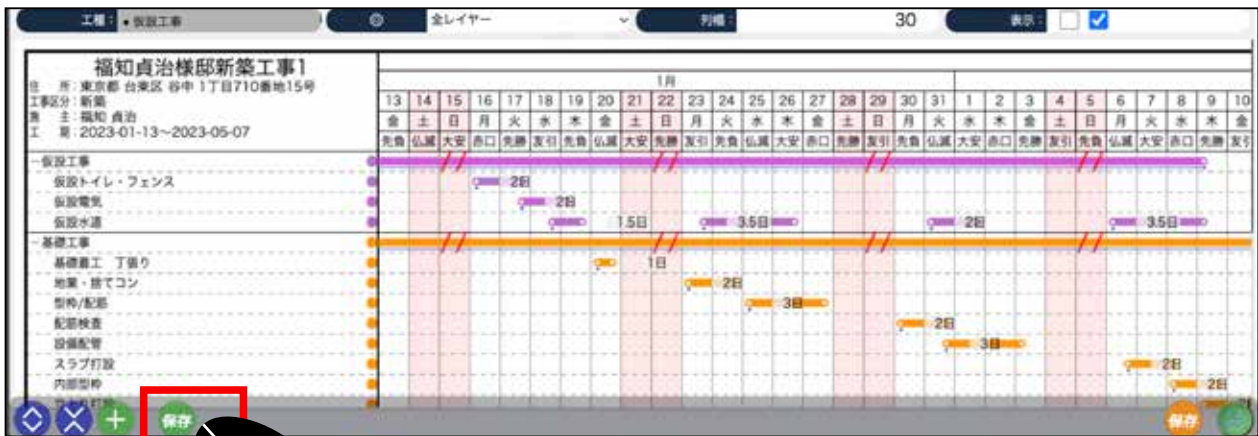 工種： • 仮設工事 全レイヤー 列幅： 30 表示：
福知貞治様邸新築工事1
住 所：東京都 台東区 谷中 1丁目710番地15号
工事区分：新築
施 主：福知 貞治
工 期：2023-01-13～2023-05-07
1月
13 14 15 16 17 18 19 20 21 22 23 24 25 26 27 28 29 30 31 1 2 3 4 5 6 7 8 9 10
金 土 日 月 火 水 木 金 土 日 月 火 水 木 金 土 日 月 火 水 木 金 土 日 月 火 水 木 金
先負 仏滅 大安 赤口 先勝 友引 先負 仏滅 大安 先勝 友引 先負 仏滅 大安 赤口 先勝 友引 先負 仏滅 大安 赤口 先勝 友引 先負 仏滅 大安 赤口 先勝 友引
－仮設工事
仮設トイレ・フェンス 2日
仮設電気 2日
仮設水道 1.5日 3.5日 2日 3.5日
－基礎工事
基礎着工 丁張り 1日
地業・捨てコン 2日
型枠/配筋 3日
配筋検査 2日
設備配管 3日
スラブ打設 2日
内部型枠 2日
保存 保存